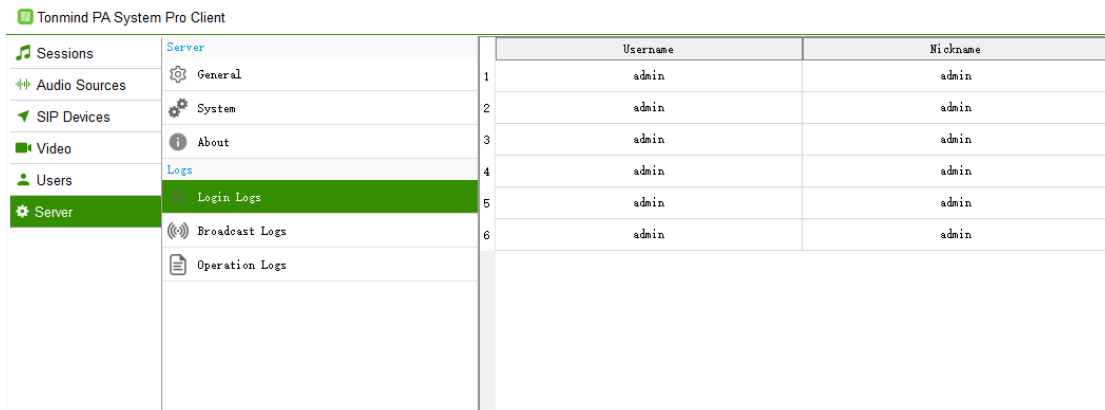 Tonmind PA System Pro Client
Sessions
Audio Sources
SIP Devices
Video
Users
Server
Server
General
System
About
Logs
Login Logs
Broadcast Logs
Operation Logs
Username Nickname
1 admin admin
2 admin admin
3 admin admin
4 admin admin
5 admin admin
6 admin admin